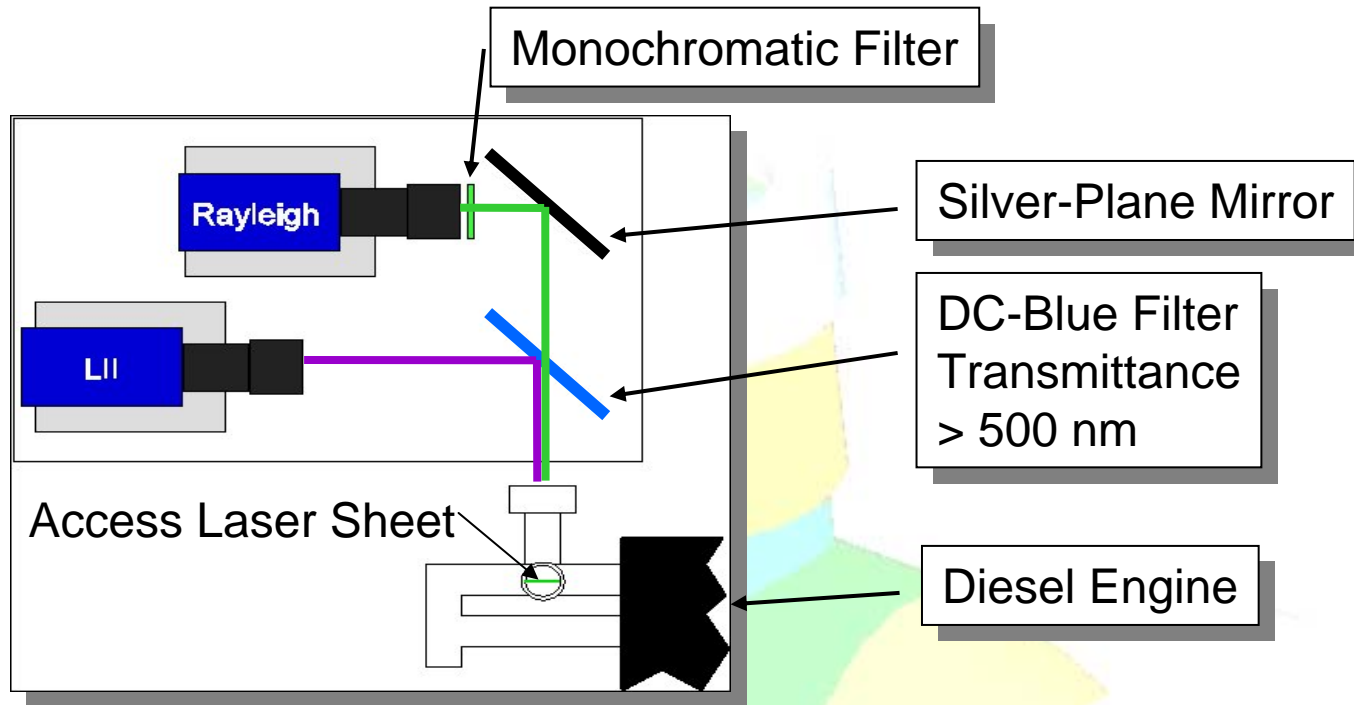 Monochromatic Filter
Rayleigh
Silver-Plane Mirror
DC-Blue Filter
Transmittance
> 500 nm
LII
Access Laser Sheet
Diesel Engine